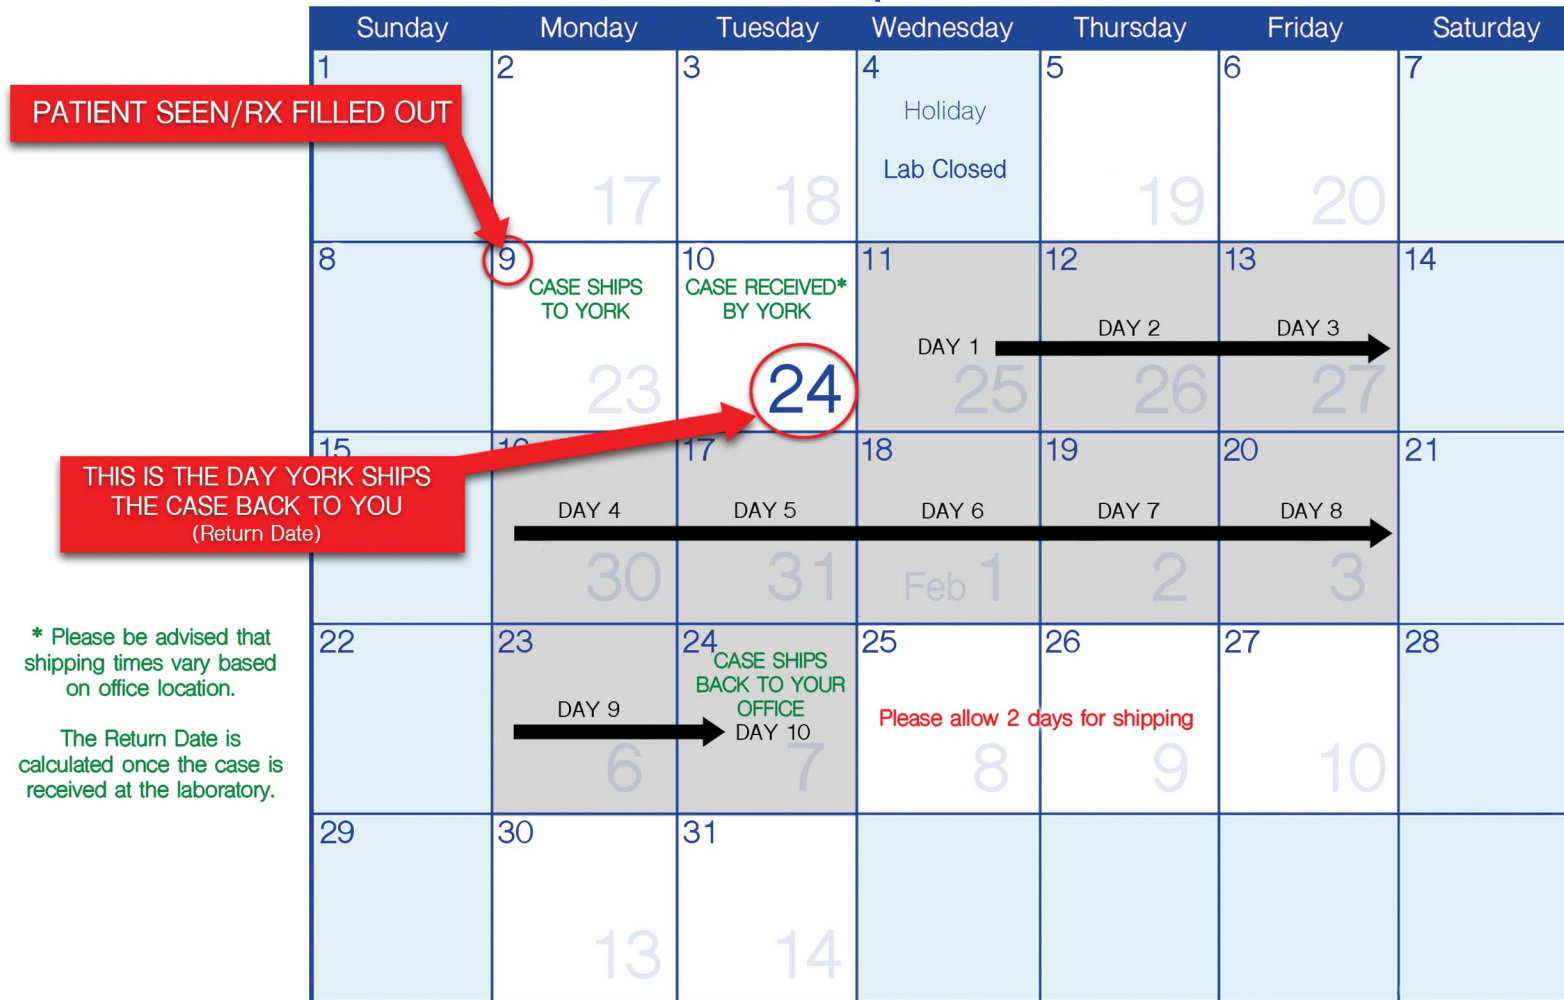 Sunday Monday Tuesday Wednesday Thursday Friday Saturday
1 2 3 4 5 6 7
PATIENT SEEN/RX FILLED OUT
Holiday
Lab Closed
17 18 19 20
8 9 10 11 12 13 14
CASE SHIPS
TO YORK
CASE RECEIVED*
BY YORK
DAY 1 DAY 2 DAY 3
23 24 25 26 27
15 16 17 18 19 20 21
THIS IS THE DAY YORK SHIPS
THE CASE BACK TO YOU
(Return Date)
DAY 4 DAY 5 DAY 6 DAY 7 DAY 8
30 31 Feb 1 2 3
* Please be advised that
shipping times vary based
on office location.
The Return Date is
calculated once the case is
received at the laboratory.
22 23 24 25 26 27 28
CASE SHIPS
BACK TO YOUR
OFFICE
DAY 9 DAY 10
Please allow 2 days for shipping
6 7 8 9 10
29 30 31
13 14